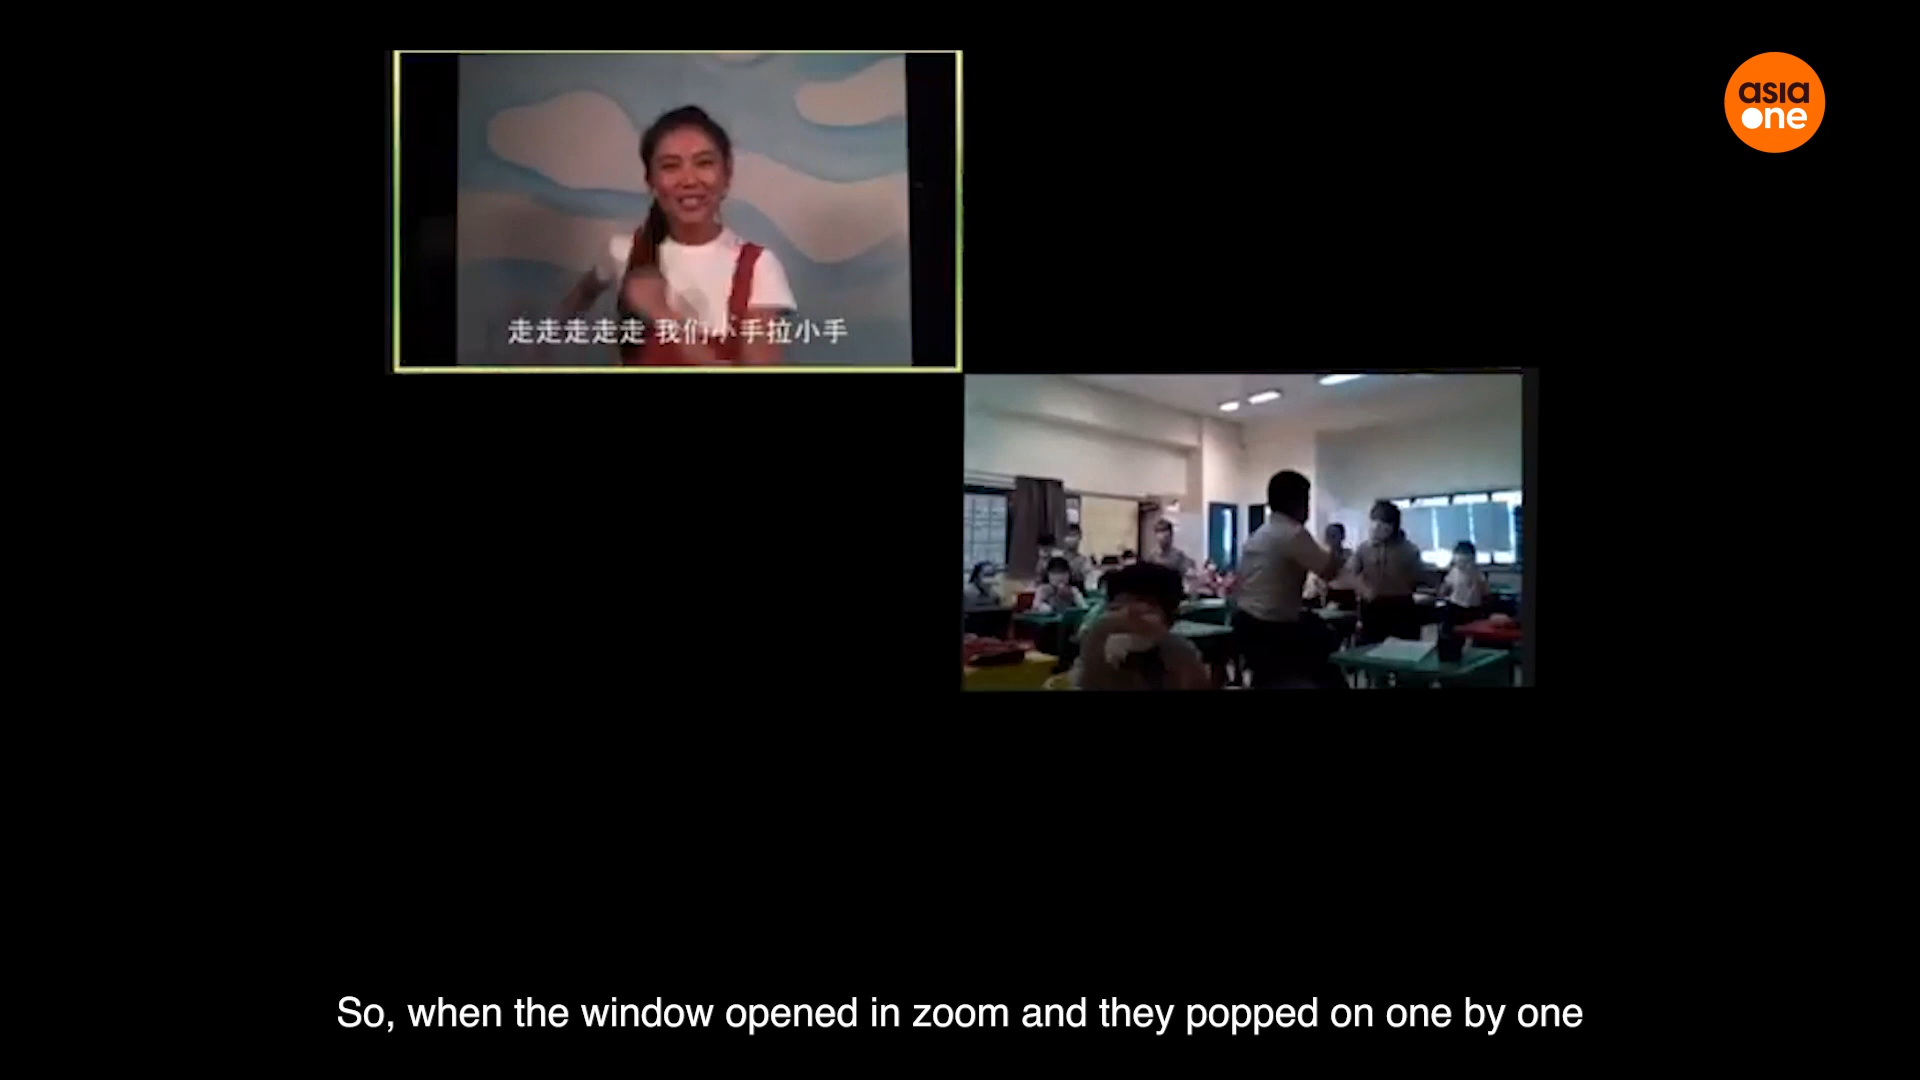 asia
one
走走走走走 我们小手拉小手
So, when the window opened in zoom and they popped on one by one